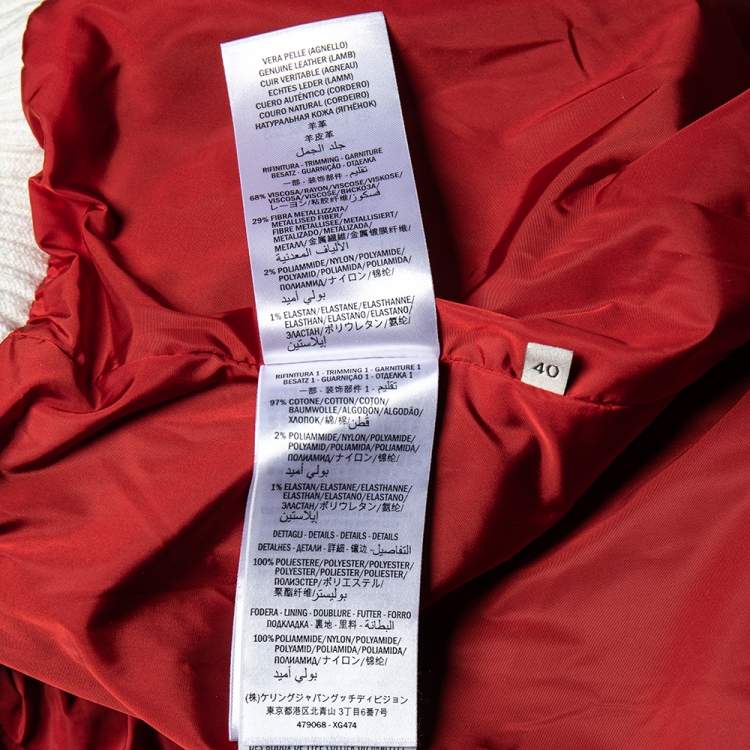 VERA PELLE (AGNELLO)
GENUINE LEATHER (LAMB)
CUIR VERITABLE (AGNEAU)
ECHTES LEDER (LAMM)
CUERO AUTÉNTICO (CORDERO)
COURO NATURAL (CORDEIRO)
НАТУРАЛЬНАЯ КОЖА (ЯГНЁНОК)
羊革
羊皮革
جلد الجمل
RIFINITURA - TRIMMING - GARNITURE
BESATZ - GUARNIÇÃO - ОТДЕЛКА
一部 - 装饰部件 - تقليم
68% VISCOSA/RAYON/VISCOSE/VISKOSE/
VISCOSA/VISCOSE/ВИСКОЗА/
レーヨン/粘胶纤维/فسكوز
29% FIBRA METALLIZZATA/
METALLISED FIBER/
FIBRE METALLISEE/METALLISIERT/
METALIZADO/METALIZADA/
МЕТАЛЛ/金属繊維/金属镀膜纤维/
الألياف المعدنية
2% POLIAMMIDE/NYLON/POLYAMIDE/
POLYAMID/POLIAMIDA/POLIAMIDA/
ПОЛИАМИД/ナイロン/锦纶/
بولي أميد
1% ELASTAN/ELASTANE/ELASTHANNE/
ELASTHAN/ELASTANO/ELASTANO/
ЭЛАСТАН/ポリウレタン/氨纶/
إيلاستين
RIFINITURA 1 - TRIMMING 1 - GARNITURE 1
BESATZ 1 - GUARNIÇÃO 1 - ОТДЕЛКА 1
一部 - 装饰部件 1 - تقليم
97% COTONE/COTTON/COTON/
BAUMWOLLE/ALGODON/ALGODÃO/
ХЛОПОК/綿/棉/قطن
2% POLIAMMIDE/NYLON/POLYAMIDE/
POLYAMID/POLIAMIDA/POLIAMIDA/
ПОЛИАМИД/ナイロン/锦纶/
بولي أميد
1% ELASTAN/ELASTANE/ELASTHANNE/
ELASTHAN/ELASTANO/ELASTANO/
ЭЛАСТАН/ポリウレタン/氨纶/
إيلاستين
DETTAGLI - DETAILS - DETAILS - DETAILS
DETALHES - ДЕТАЛИ - 詳細 - 镶边 - التفاصيل
100% POLIESTERE/POLYESTER/POLYESTER/
POLYESTER/POLIESTER/POLIESTER/
ПОЛИЭСТЕР/ポリエステル/
聚酯纤维/بوليستر
FODERA - LINING - DOUBLURE - FUTTER - FORRO
ПОДКЛАДКА - 裏地 - 里料 - البطانة
100% POLIAMMIDE/NYLON/POLYAMIDE/
POLYAMID/POLIAMIDA/POLIAMIDA/
ПОЛИАМИД/ナイロン/锦纶/
بولي أميد
(株)ケリングジャパングッチディビジョン
東京都港区北青山 3丁目6番7号
479068 - XG474
40